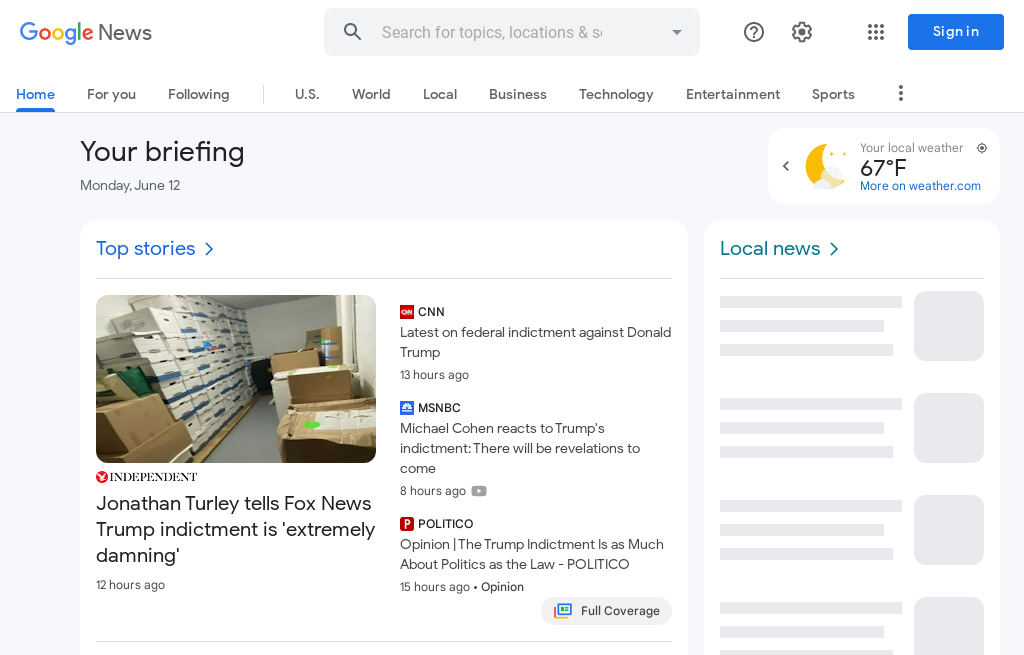 Google News
Search for topics, locations & s
Sign in
Home
For you
Following
U.S.
World
Local
Business
Technology
Entertainment
Sports
Your briefing
Monday, June 12
Your local weather
67°F
More on weather.com
Top stories
INDEPENDENT
Jonathan Turley tells Fox News
Trump indictment is 'extremely
damning'
12 hours ago
CNN
Latest on federal indictment against Donald
Trump
13 hours ago
MSNBC
Michael Cohen reacts to Trump's
indictment: There will be revelations to
come
8 hours ago
POLITICO
Opinion | The Trump Indictment Is as Much
About Politics as the Law - POLITICO
15 hours ago • Opinion
Full Coverage
Local news